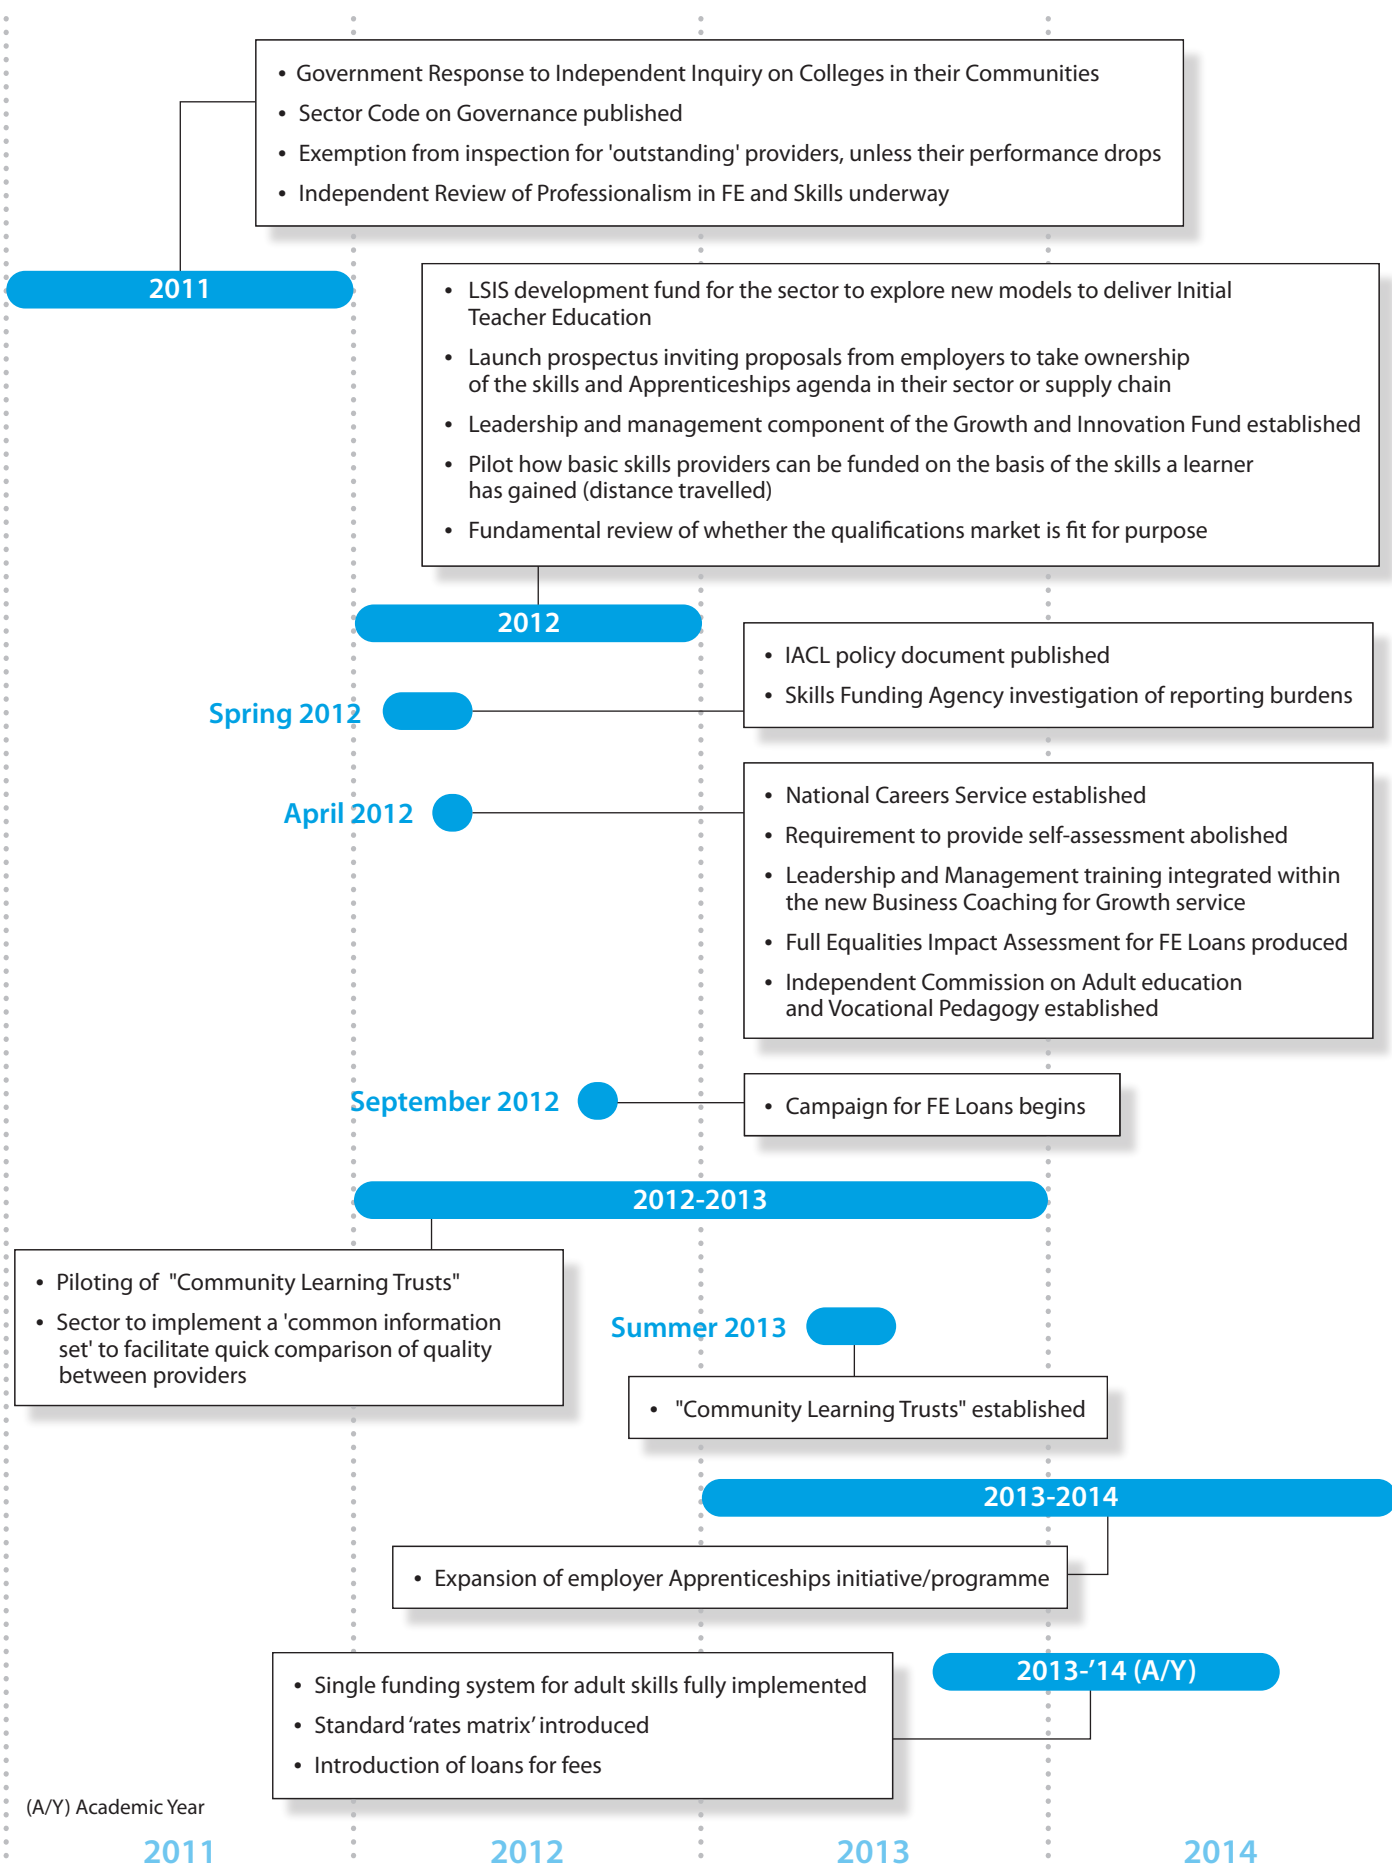 • Government Response to Independent Inquiry on Colleges in their Communities
• Sector Code on Governance published
• Exemption from inspection for 'outstanding' providers, unless their performance drops
• Independent Review of Professionalism in FE and Skills underway
2011
• LSIS development fund for the sector to explore new models to deliver Initial
Teacher Education
• Launch prospectus inviting proposals from employers to take ownership
of the skills and Apprenticeships agenda in their sector or supply chain
• Leadership and management component of the Growth and Innovation Fund established
• Pilot how basic skills providers can be funded on the basis of the skills a learner
has gained (distance travelled)
• Fundamental review of whether the qualifications market is fit for purpose
2012
Spring 2012
• IACL policy document published
• Skills Funding Agency investigation of reporting burdens
April 2012
• National Careers Service established
• Requirement to provide self-assessment abolished
• Leadership and Management training integrated within
the new Business Coaching for Growth service
• Full Equalities Impact Assessment for FE Loans produced
• Independent Commission on Adult education
and Vocational Pedagogy established
September 2012
• Campaign for FE Loans begins
2012-2013
• Piloting of "Community Learning Trusts"
• Sector to implement a 'common information
set' to facilitate quick comparison of quality
between providers
Summer 2013
• "Community Learning Trusts" established
2013-2014
• Expansion of employer Apprenticeships initiative/programme
2013-’14 (A/Y)
• Single funding system for adult skills fully implemented
• Standard ‘rates matrix’ introduced
• Introduction of loans for fees
(A/Y) Academic Year
2011
2012
2013
2014